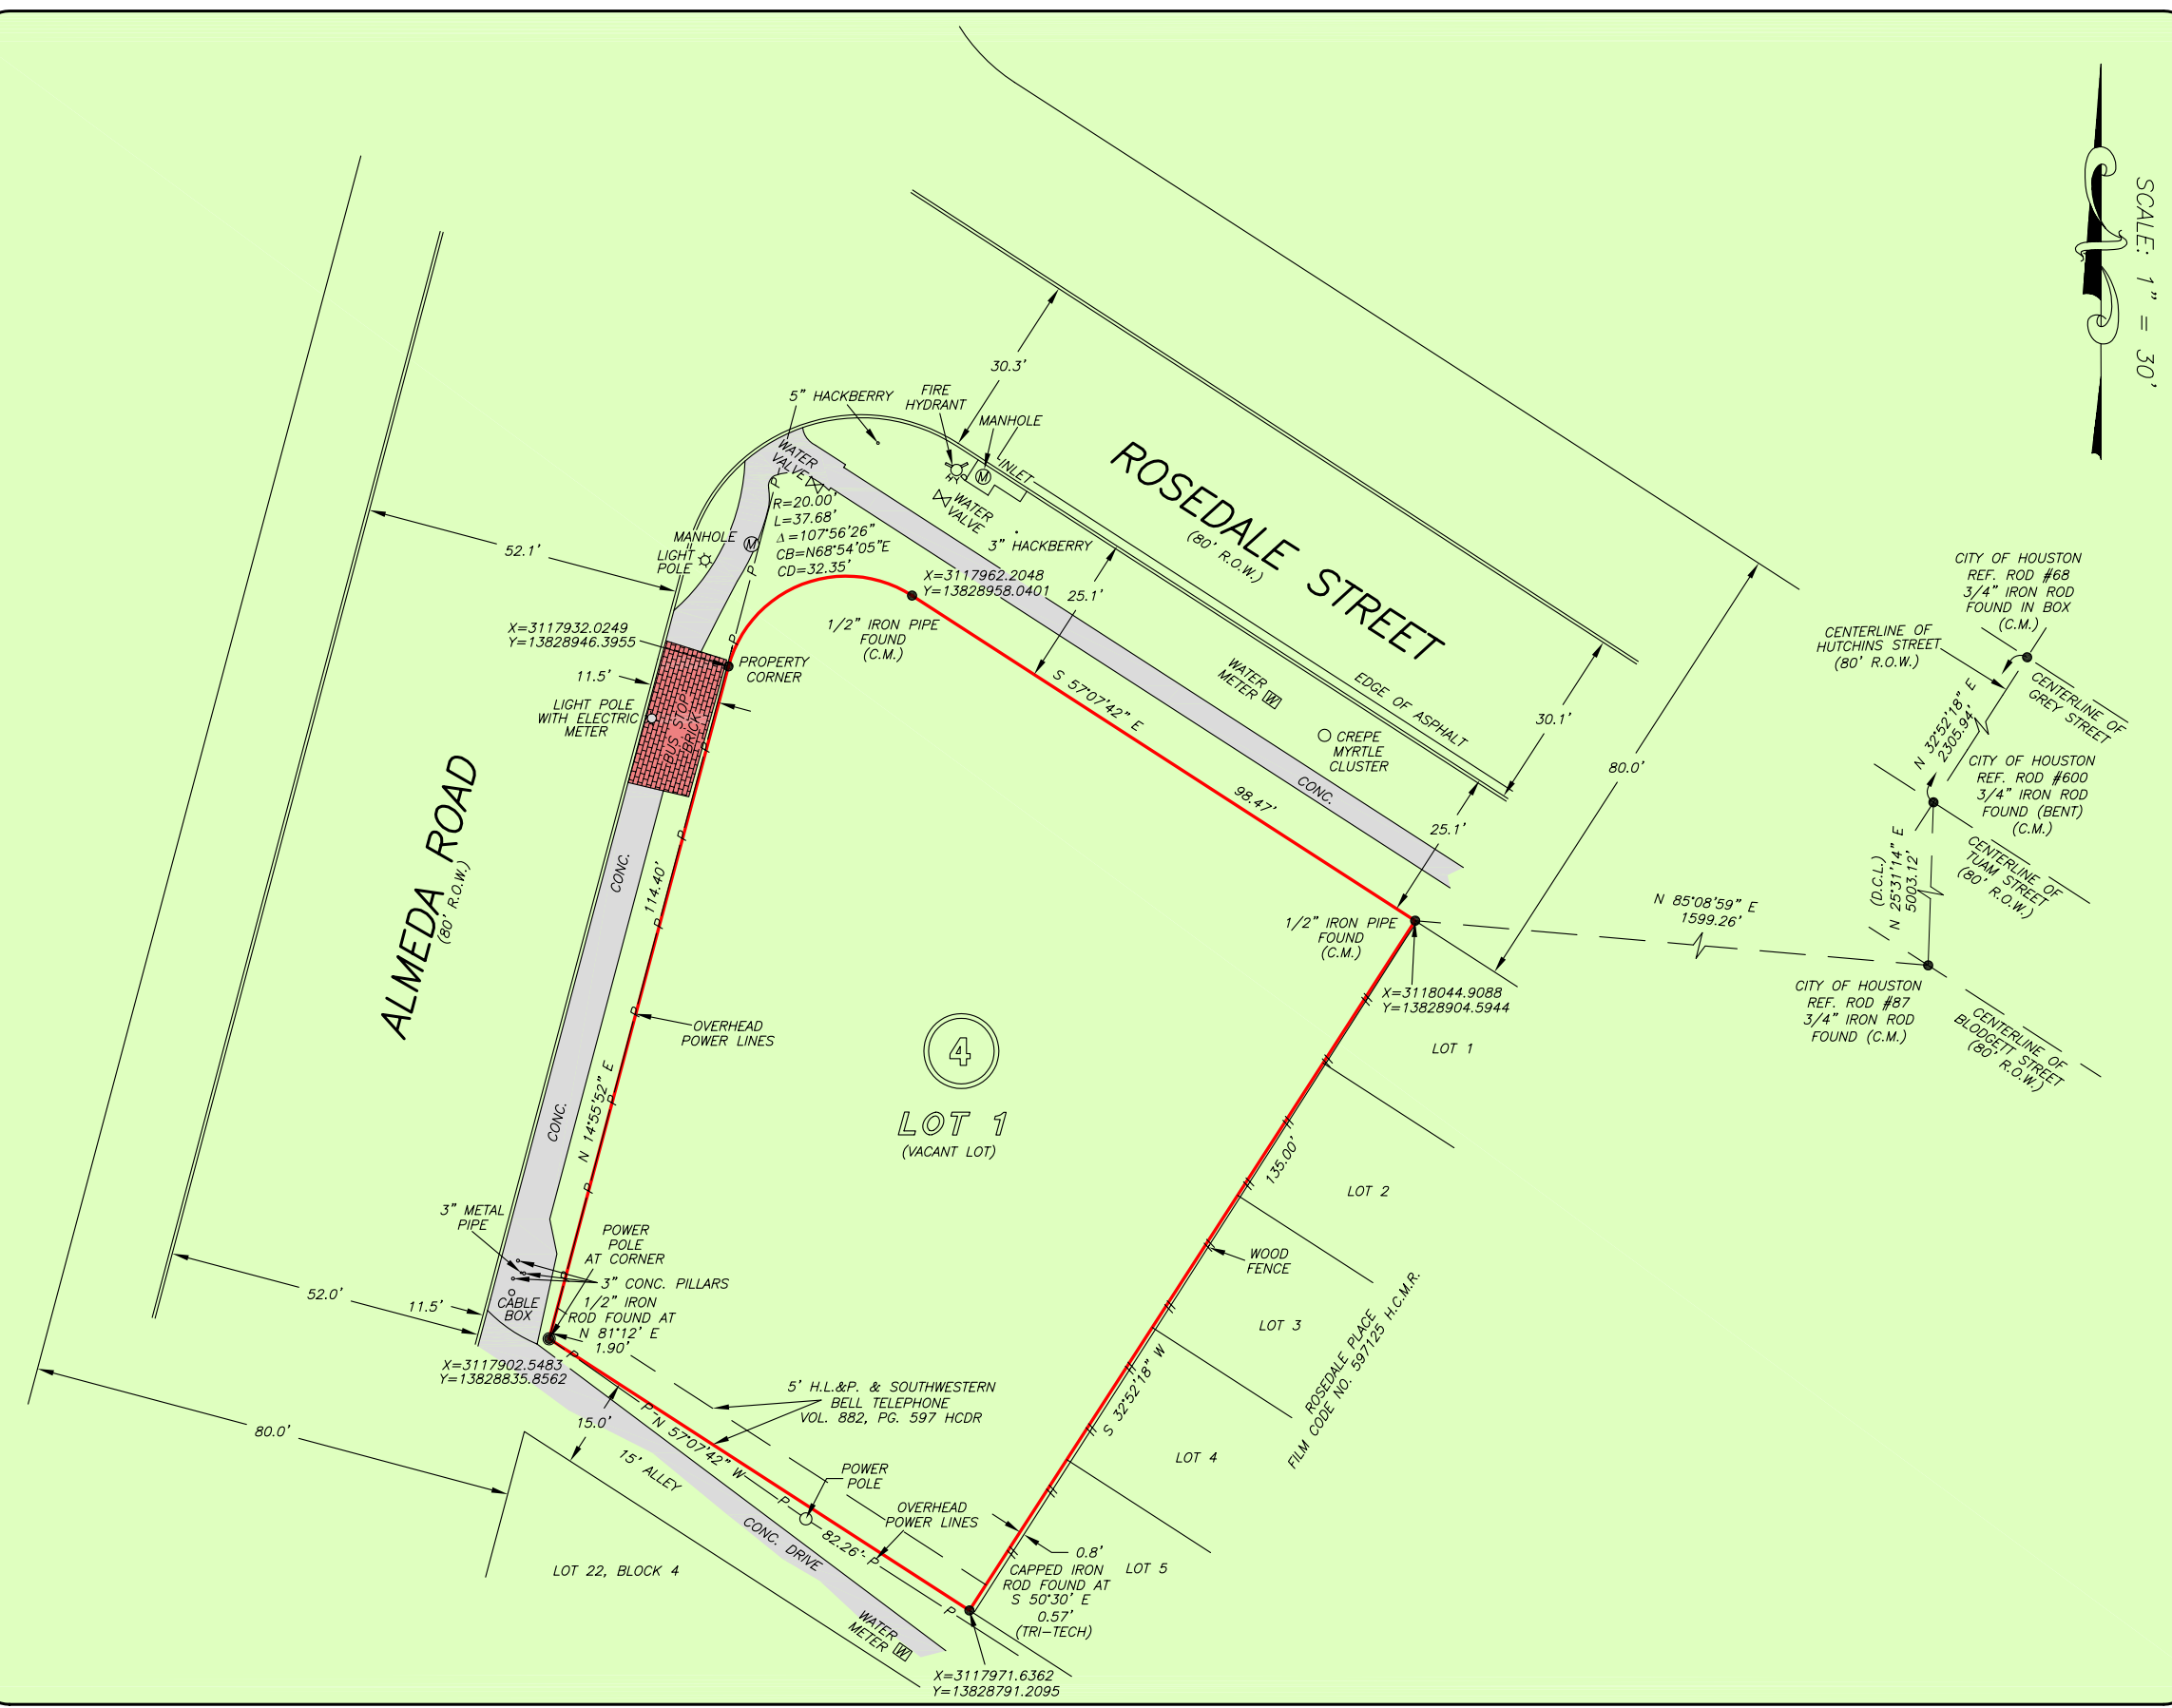 SCALE: 1" = 30'
30.3'
5" HACKBERRY
FIRE
HYDRANT
MANHOLE
INLET
WATER
VALVE
ROSEDALE STREET
(80' R.O.W.)
WATER
VALVE
3" HACKBERRY
R=20.00'
L=37.68'
Δ=107°56'26"
CB=N68°54'05"E
CD=32.35'
MANHOLE
LIGHT
POLE
52.1'
X=3117962.2048
Y=13828958.0401
25.1'
1/2" IRON PIPE
FOUND
(C.M.)
X=3117932.0249
Y=13828946.3955
PROPERTY
CORNER
11.5'
LIGHT POLE
WITH ELECTRIC
METER
BUS STOP
BRICK
S 57°07'42" E
98.47'
WATER
METER W
EDGE OF ASPHALT
CREPE
MYRTLE
CLUSTER
CONC.
30.1'
80.0'
25.1'
CITY OF HOUSTON
REF. ROD #68
3/4" IRON ROD
FOUND IN BOX
(C.M.)
CENTERLINE OF
HUTCHINS STREET
(80' R.O.W.)
CENTERLINE OF
GREY STREET
N 32°52'18" E
2305.94'
CITY OF HOUSTON
REF. ROD #600
3/4" IRON ROD
FOUND (BENT)
(C.M.)
CENTERLINE OF
TUAM STREET
(80' R.O.W.)
(D.C.L.)
N 25°31'14" E
5003.12'
N 85°08'59" E
1599.26'
CITY OF HOUSTON
REF. ROD #87
3/4" IRON ROD
FOUND (C.M.)
CENTERLINE OF
BLODGETT STREET
(80' R.O.W.)
1/2" IRON PIPE
FOUND
(C.M.)
X=3118044.9088
Y=13828904.5944
ALMEDA ROAD
(80' R.O.W.)
CONC.
114.40'
OVERHEAD
POWER LINES
CONC.
N 14°55'52" E
4
LOT 1
(VACANT LOT)
LOT 1
LOT 2
LOT 3
LOT 4
LOT 5
135.00'
WOOD
FENCE
S 32°52'18" W
ROSEDALE PLACE
FILM CODE NO. 597125 H.C.M.R.
3" METAL
PIPE
POWER
POLE
AT CORNER
3" CONC. PILLARS
CABLE
BOX
1/2" IRON
ROD FOUND AT
N 81°12' E
1.90'
52.0'
11.5'
X=3117902.5483
Y=13828835.8562
80.0'
15.0'
15' ALLEY
5' H.L.&P. & SOUTHWESTERN
BELL TELEPHONE
VOL. 882, PG. 597 HCDR
N 57°07'42" W
82.26'
POWER
POLE
OVERHEAD
POWER LINES
CONC. DRIVE
LOT 22, BLOCK 4
0.8'
CAPPED IRON
ROD FOUND AT
S 50°30' E
0.57'
(TRI-TECH)
WATER
METER W
X=3117971.6362
Y=13828791.2095